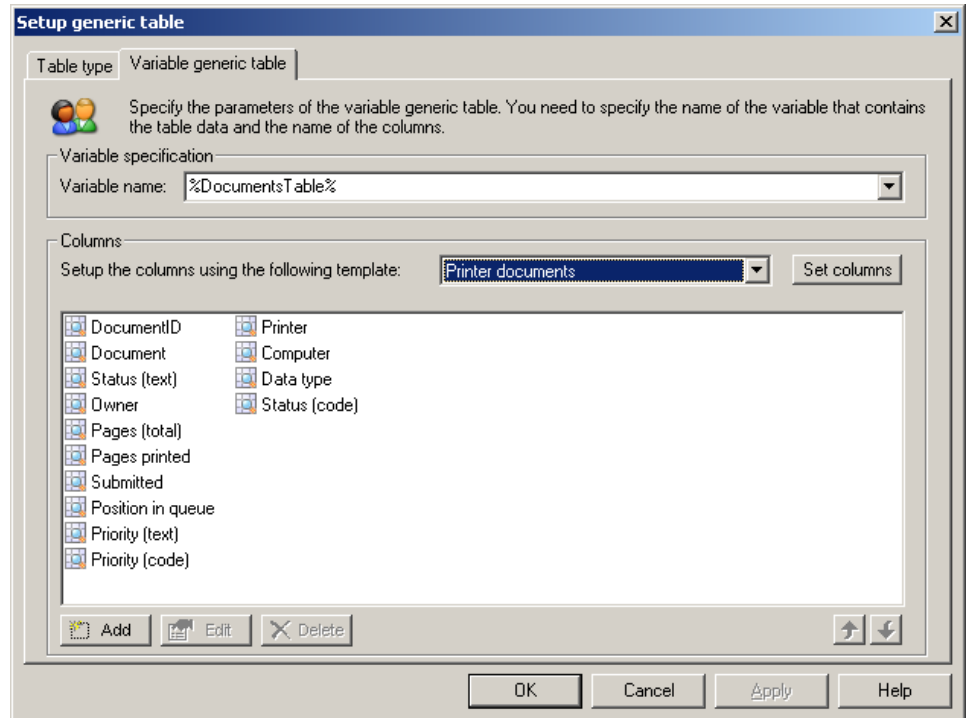 Setup generic table
Table type
Variable generic table
Specify the parameters of the variable generic table. You need to specify the name of the variable that contains
the table data and the name of the columns.
Variable specification
Variable name: %DocumentsTable%
Columns
Setup the columns using the following template: Printer documents Set columns
DocumentID Printer
Document Computer
Status (text) Data type
Owner Status (code)
Pages (total)
Pages printed
Submitted
Position in queue
Priority (text)
Priority (code)
Add Edit Delete
OK Cancel Apply Help